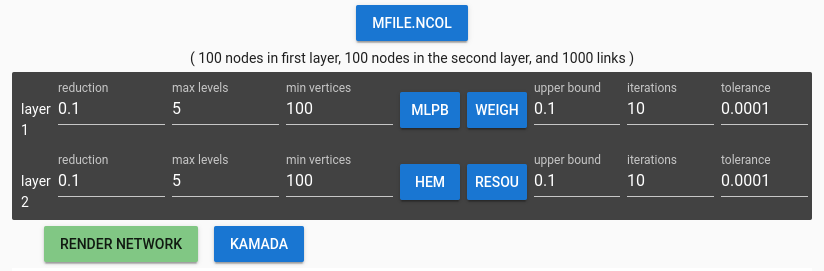 MFILE.NCOL
( 100 nodes in first layer, 100 nodes in the second layer, and 1000 links )
reduction max levels min vertices upper bound iterations tolerance
layer 1 0.1 5 100 MLPB WEIGH 0.1 10 0.0001
reduction max levels min vertices upper bound iterations tolerance
layer 2 0.1 5 100 HEM RESOU 0.1 10 0.0001
RENDER NETWORK KAMADA